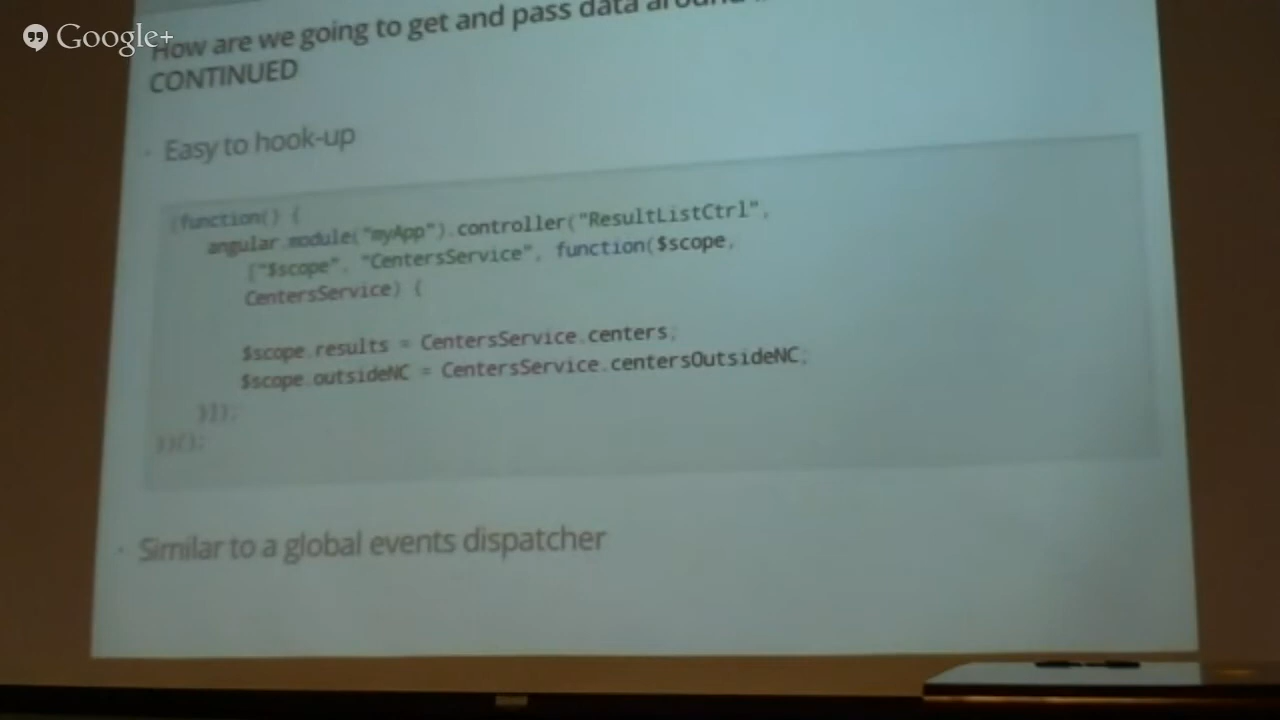 Google+
How are we going to get and pass data around
CONTINUED
· Easy to hook-up
(function() {
angular.module("myApp").controller("ResultListCtrl",
["$scope", "CentersService", function($scope,
CentersService) {
$scope.results = CentersService.centers;
$scope.outsideNC = CentersService.centersOutsideNC;
}]);
})();
· Similar to a global events dispatcher